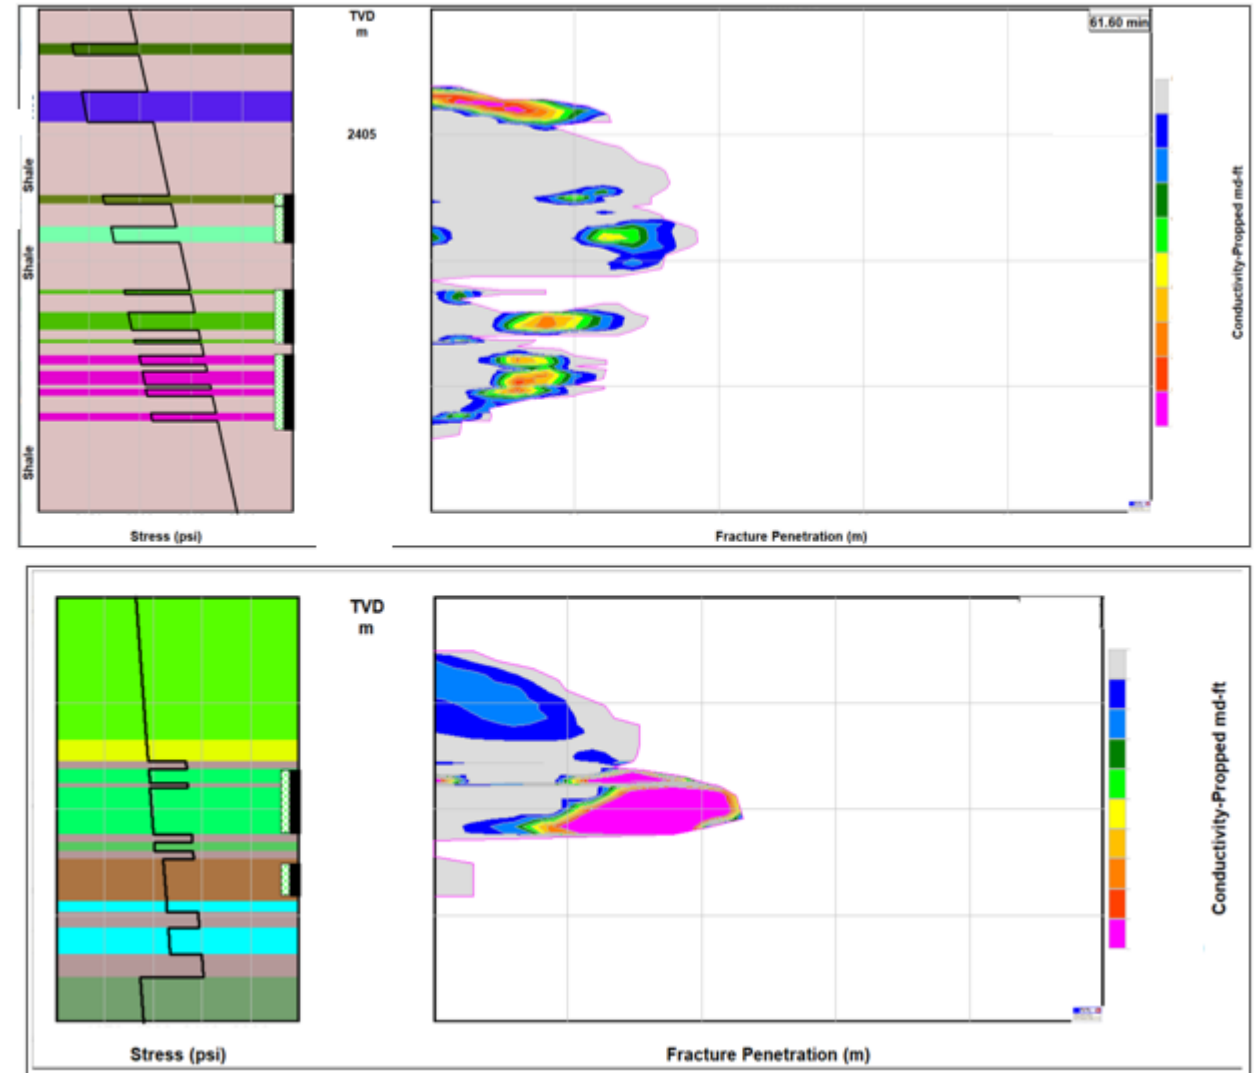 TVD
m
61.60 min
2405
Shale
Shale
Shale
Conductivity-Propped md-ft
Stress (psi)
Fracture Penetration (m)
TVD
m
Conductivity-Propped md-ft
Stress (psi)
Fracture Penetration (m)